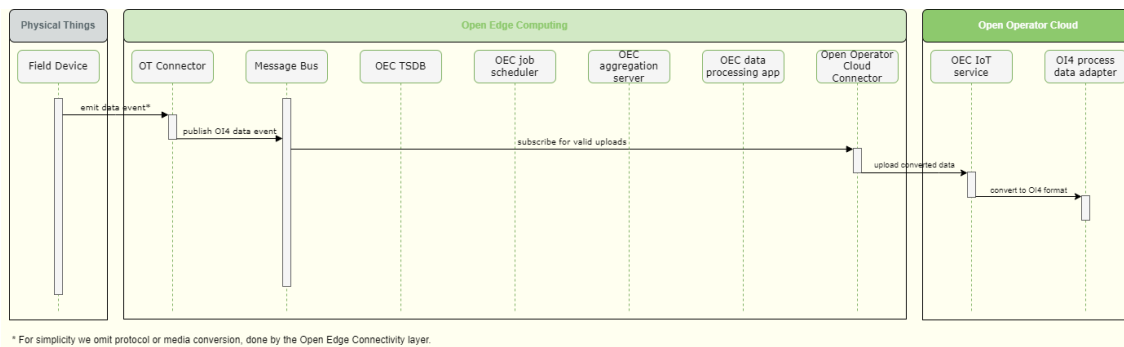 Physical Things
Open Edge Computing
Open Operator Cloud
Field Device
OT Connector
Message Bus
OEC TSDB
OEC job
scheduler
OEC
aggregation
server
OEC data
processing app
Open Operator
Cloud
Connector
OEC IoT
service
OI4 process
data adapter
emit data event*
publish OI4 data event
subscribe for valid uploads
upload converted data
convert to OI4 format
* For simplicity we omit protocol or media conversion, done by the Open Edge Connectivity layer.